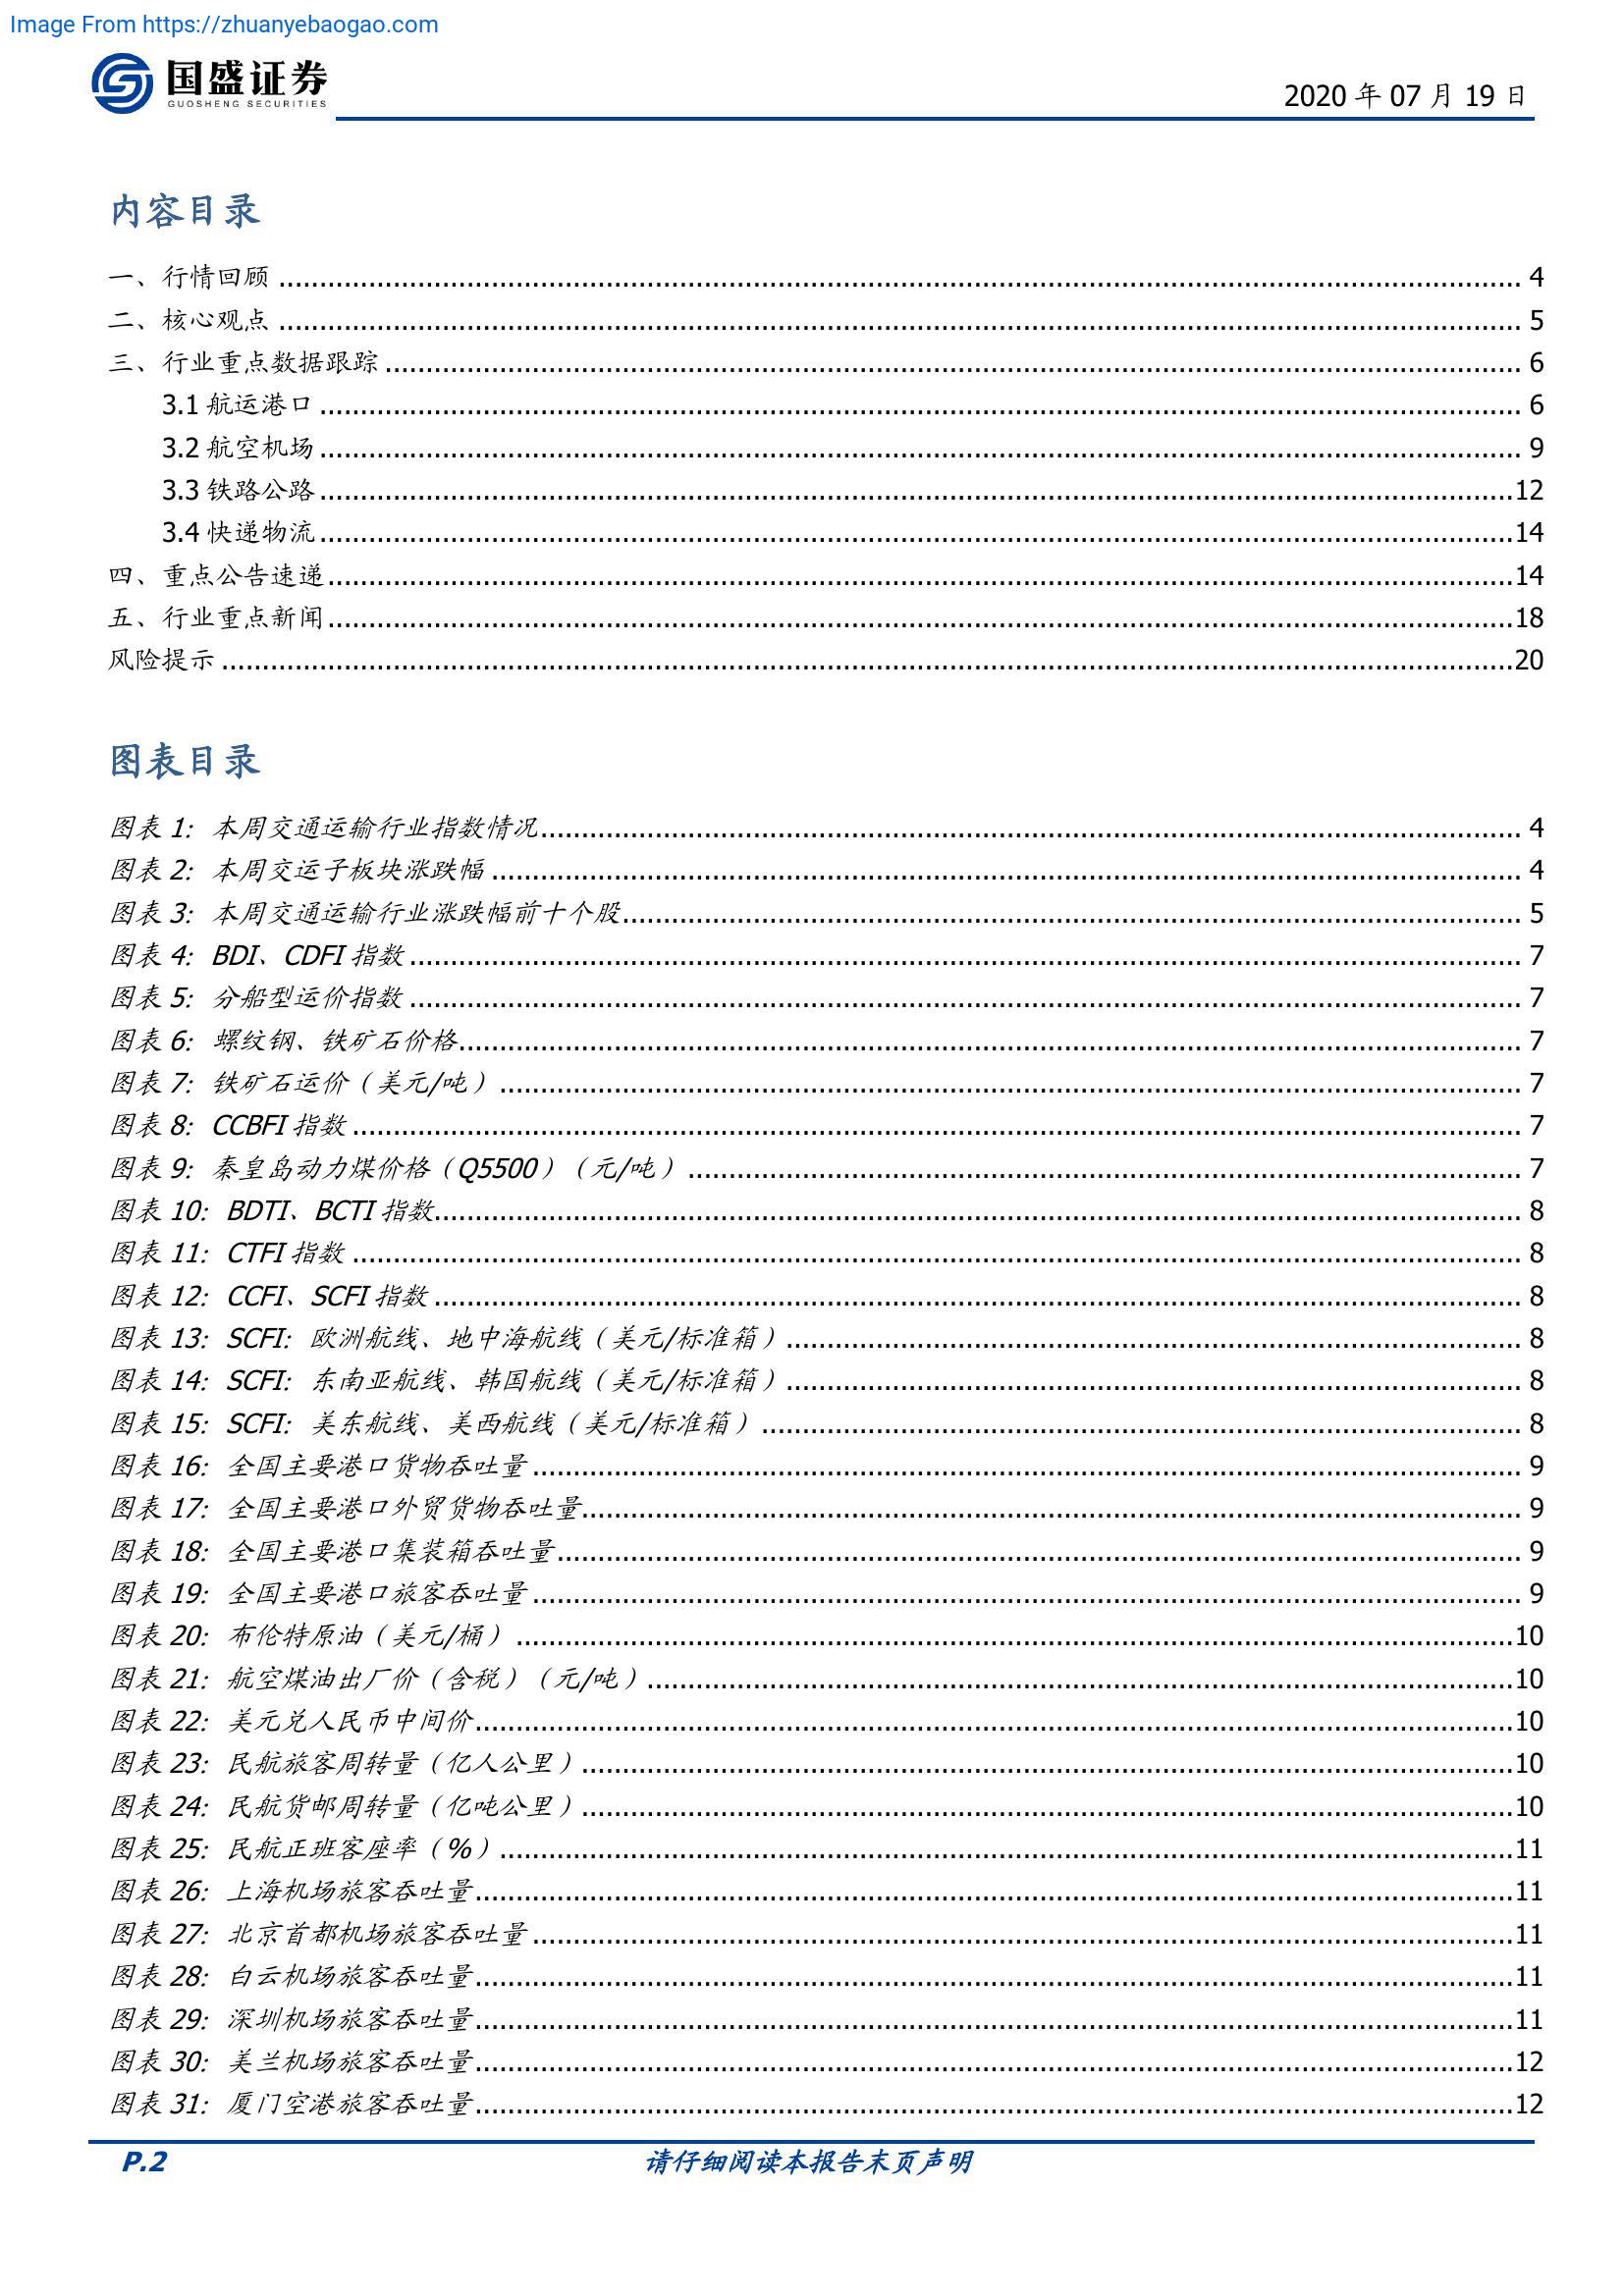 Image From https://zhuanyebaogao.com
国盛证券
GUOSHENG SECURITIES
2020 年 07 月 19 日
内容目录
一、行情回顾 ........................................ 4
二、核心观点 ........................................ 5
三、行业重点数据跟踪 ........................................ 6
3.1 航运港口 ........................................ 6
3.2 航空机场 ........................................ 9
3.3 铁路公路 ........................................ 12
3.4 快递物流 ........................................ 14
四、重点公告速递 ........................................ 14
五、行业重点新闻 ........................................ 18
风险提示 ........................................ 20
图表目录
图表 1: 本周交通运输行业指数情况 ........................................ 4
图表 2: 本周交运子板块涨跌幅 ........................................ 4
图表 3: 本周交通运输行业涨跌幅前十个股 ........................................ 5
图表 4: BDI、CDFI 指数 ........................................ 7
图表 5: 分船型运价指数 ........................................ 7
图表 6: 螺纹钢、铁矿石价格 ........................................ 7
图表 7: 铁矿石运价（美元/吨） ........................................ 7
图表 8: CCBFI 指数 ........................................ 7
图表 9: 秦皇岛动力煤价格（Q5500）（元/吨） ........................................ 7
图表 10: BDTI、BCTI 指数 ........................................ 8
图表 11: CTFI 指数 ........................................ 8
图表 12: CCFI、SCFI 指数 ........................................ 8
图表 13: SCFI: 欧洲航线、地中海航线（美元/标准箱） ........................................ 8
图表 14: SCFI: 东南亚航线、韩国航线（美元/标准箱） ........................................ 8
图表 15: SCFI: 美东航线、美西航线（美元/标准箱） ........................................ 8
图表 16: 全国主要港口货物吞吐量 ........................................ 9
图表 17: 全国主要港口外贸货物吞吐量 ........................................ 9
图表 18: 全国主要港口集装箱吞吐量 ........................................ 9
图表 19: 全国主要港口旅客吞吐量 ........................................ 9
图表 20: 布伦特原油（美元/桶） ........................................ 10
图表 21: 航空煤油出厂价（含税）（元/吨） ........................................ 10
图表 22: 美元兑人民币中间价 ........................................ 10
图表 23: 民航旅客周转量（亿人公里） ........................................ 10
图表 24: 民航货邮周转量（亿吨公里） ........................................ 10
图表 25: 民航正班客座率（%） ........................................ 11
图表 26: 上海机场旅客吞吐量 ........................................ 11
图表 27: 北京首都机场旅客吞吐量 ........................................ 11
图表 28: 白云机场旅客吞吐量 ........................................ 11
图表 29: 深圳机场旅客吞吐量 ........................................ 11
图表 30: 美兰机场旅客吞吐量 ........................................ 12
图表 31: 厦门空港旅客吞吐量 ........................................ 12
P.2
请仔细阅读本报告末页声明